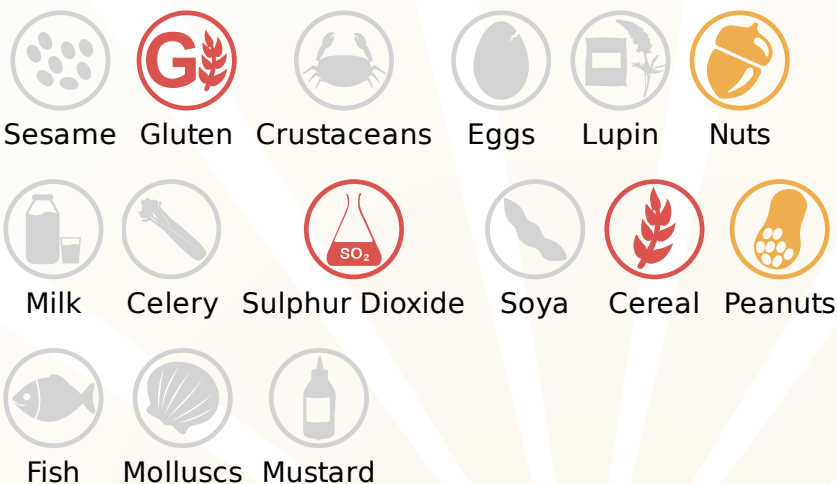 G
Sesame Gluten Crustaceans Eggs Lupin Nuts
SO₂
Milk Celery Sulphur Dioxide Soya Cereal Peanuts
Fish Molluscs Mustard